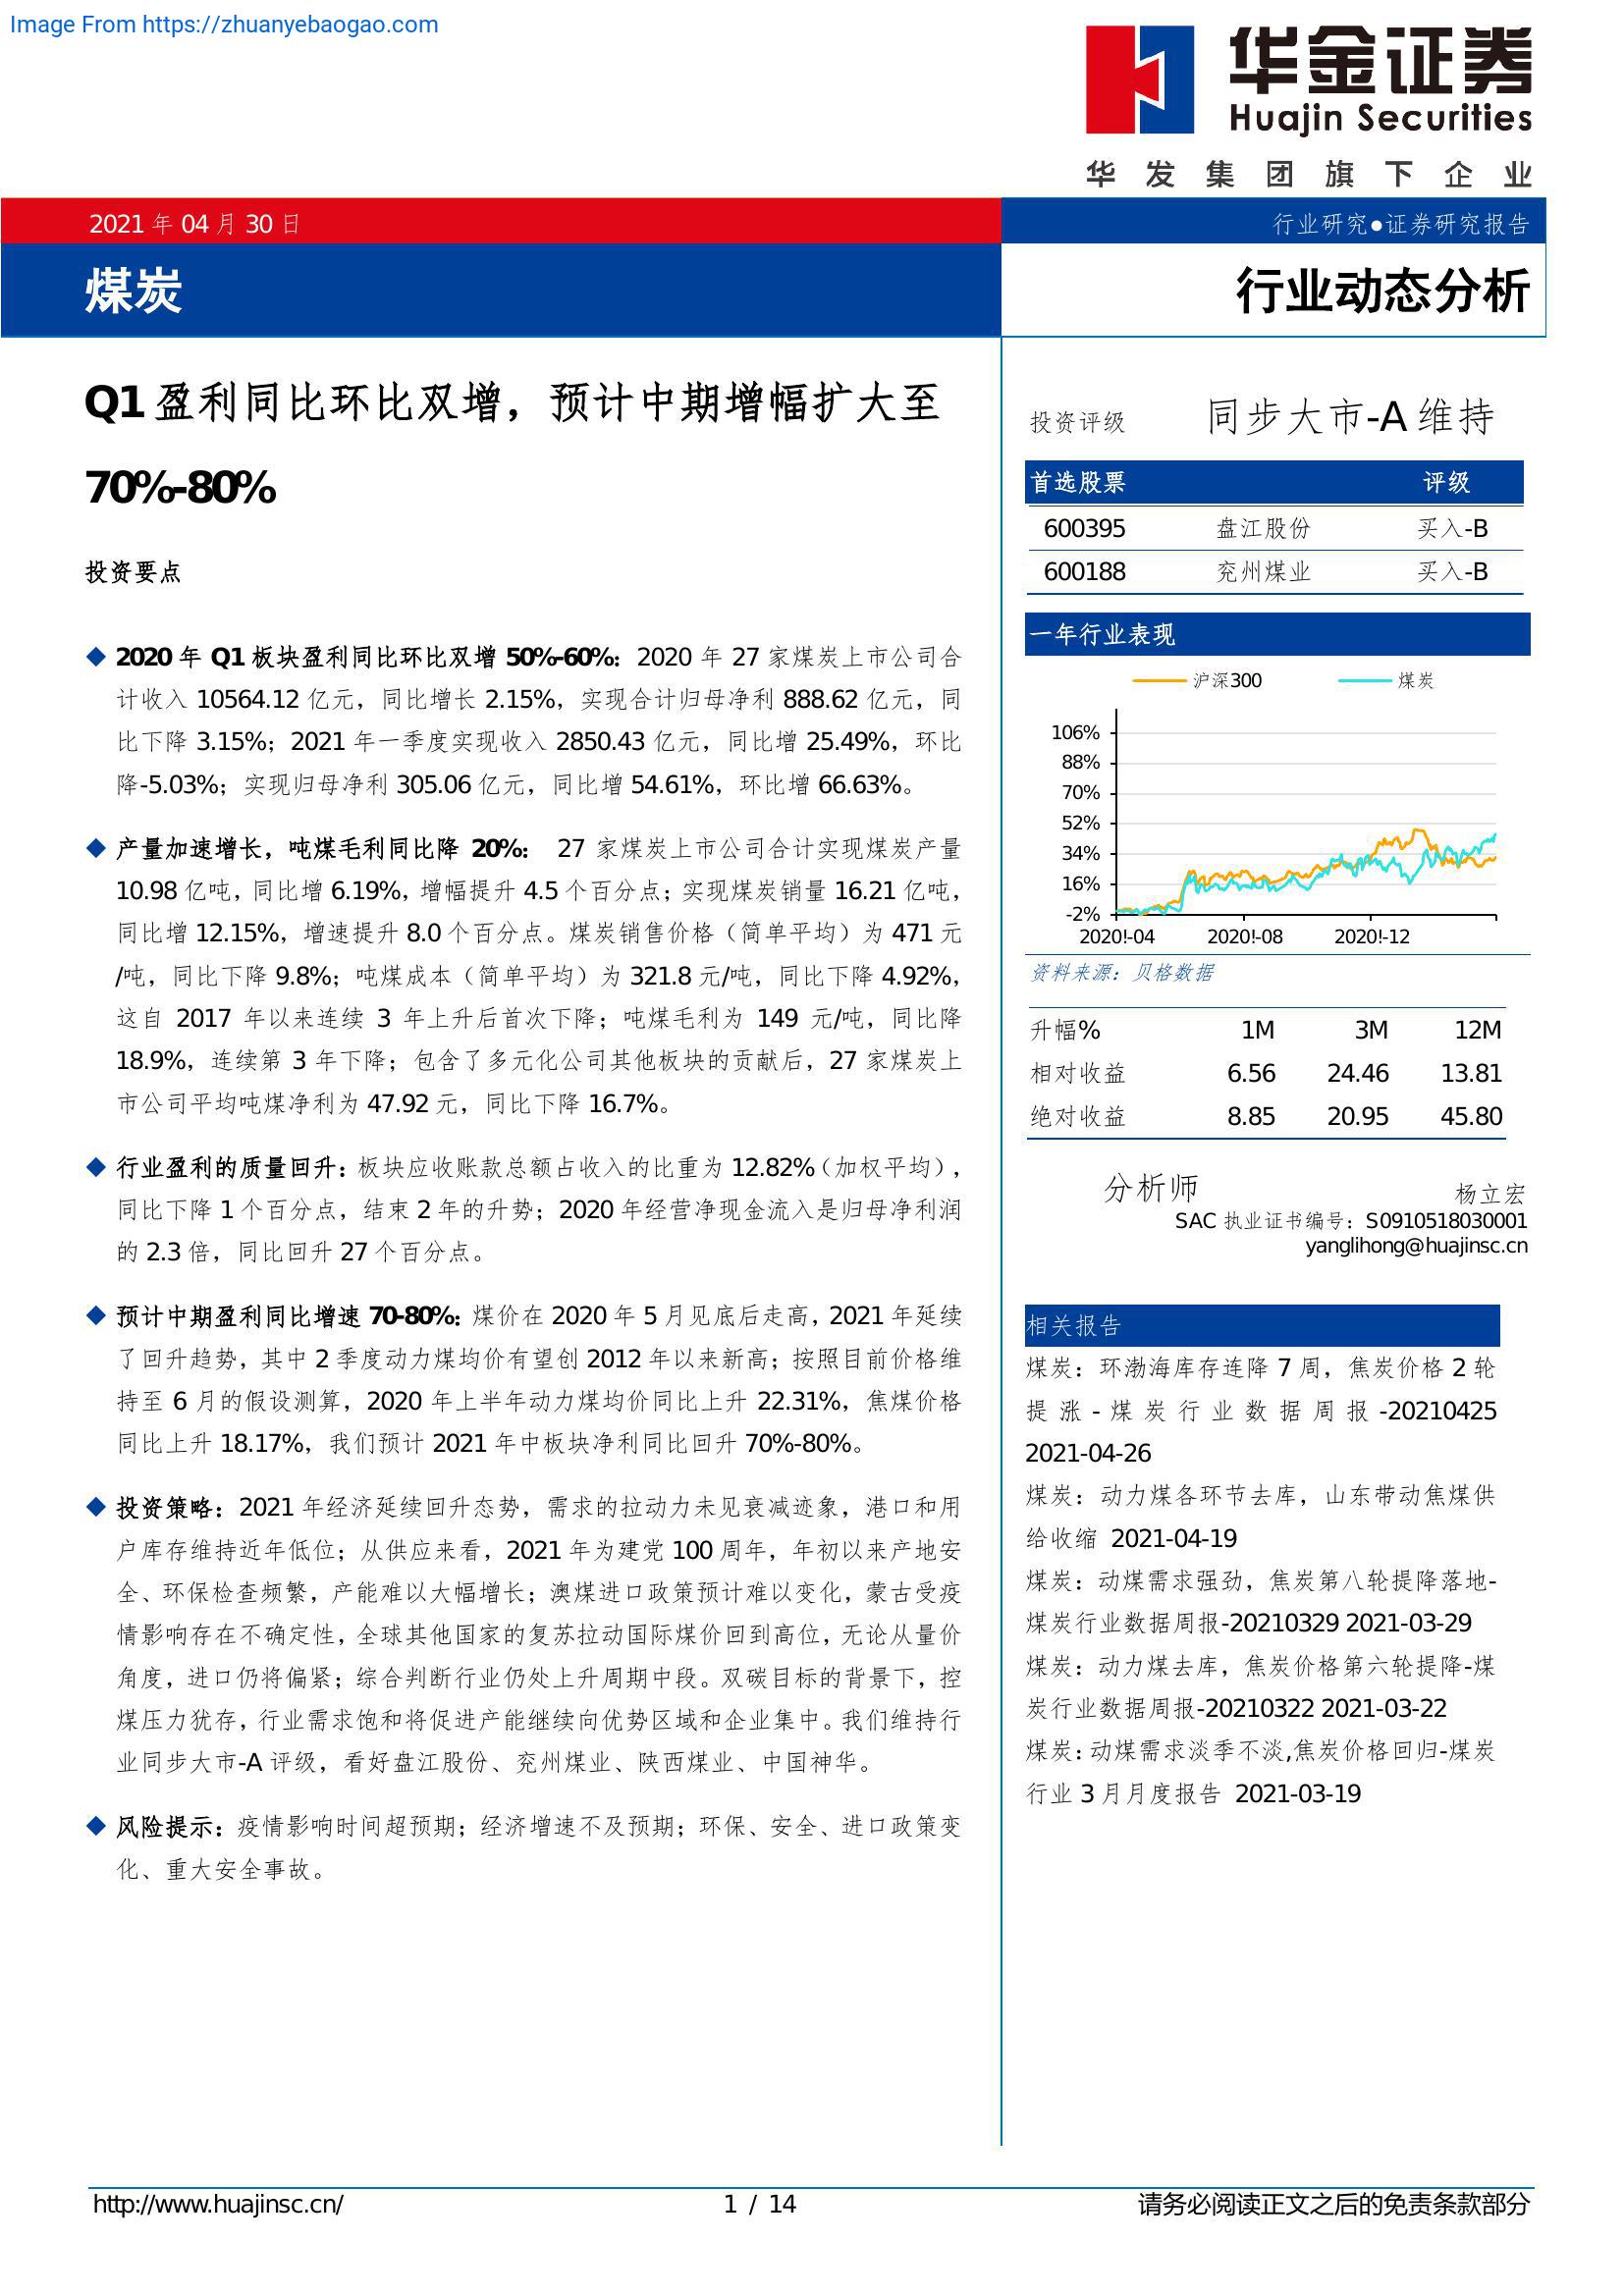 Image From https://zhuanyebaogao.com
华金证券
Huajin Securities
华发集团旗下企业
2021 年 04 月 30 日
行业研究●证券研究报告
煤炭
行业动态分析
Q1 盈利同比环比双增，预计中期增幅扩大至
70%-80%
投资要点
◆ 2020 年 Q1 板块盈利同比环比双增 50%-60%：2020 年 27 家煤炭上市公司合
计收入 10564.12 亿元，同比增长 2.15%，实现合计归母净利 888.62 亿元，同
比下降 3.15%；2021 年一季度实现收入 2850.43 亿元，同比增 25.49%，环比
降-5.03%；实现归母净利 305.06 亿元，同比增 54.61%，环比增 66.63%。
◆ 产量加速增长，吨煤毛利同比降 20%： 27 家煤炭上市公司合计实现煤炭产量
10.98 亿吨，同比增 6.19%，增幅提升 4.5 个百分点；实现煤炭销量 16.21 亿吨，
同比增 12.15%，增速提升 8.0 个百分点。煤炭销售价格（简单平均）为 471 元
/吨，同比下降 9.8%；吨煤成本（简单平均）为 321.8 元/吨，同比下降 4.92%，
这自 2017 年以来连续 3 年上升后首次下降；吨煤毛利为 149 元/吨，同比降
18.9%，连续第 3 年下降；包含了多元化公司其他板块的贡献后，27 家煤炭上
市公司平均吨煤净利为 47.92 元，同比下降 16.7%。
◆ 行业盈利的质量回升：板块应收账款总额占收入的比重为 12.82%（加权平均），
同比下降 1 个百分点，结束 2 年的升势；2020 年经营净现金流入是归母净利润
的 2.3 倍，同比回升 27 个百分点。
◆ 预计中期盈利同比增速 70-80%：煤价在 2020 年 5 月见底后走高，2021 年延续
了回升趋势，其中 2 季度动力煤均价有望创 2012 年以来新高；按照目前价格维
持至 6 月的假设测算，2020 年上半年动力煤均价同比上升 22.31%，焦煤价格
同比上升 18.17%，我们预计 2021 年中板块净利同比回升 70%-80%。
◆ 投资策略：2021 年经济延续回升态势，需求的拉动力未见衰减迹象，港口和用
户库存维持近年低位；从供应来看，2021 年为建党 100 周年，年初以来产地安
全、环保检查频繁，产能难以大幅增长；澳煤进口政策预计难以变化，蒙古受疫
情影响存在不确定性，全球其他国家的复苏拉动国际煤价回到高位，无论从量价
角度，进口仍将偏紧；综合判断行业仍处上升周期中段。双碳目标的背景下，控
煤压力犹存，行业需求饱和将促进产能继续向优势区域和企业集中。我们维持行
业同步大市-A 评级，看好盘江股份、兖州煤业、陕西煤业、中国神华。
◆ 风险提示：疫情影响时间超预期；经济增速不及预期；环保、安全、进口政策变
化、重大安全事故。
投资评级 同步大市-A 维持
首选股票 评级
600395 盘江股份 买入-B
600188 兖州煤业 买入-B
一年行业表现
沪深300 煤炭
106%
88%
70%
52%
34%
16%
-2%
2020!-04 2020!-08 2020!-12
资料来源：贝格数据
升幅% 1M 3M 12M
相对收益 6.56 24.46 13.81
绝对收益 8.85 20.95 45.80
分析师 杨立宏
SAC 执业证书编号：S0910518030001
yanglihong@huajinsc.cn
相关报告
煤炭：环渤海库存连降 7 周，焦炭价格 2 轮
提涨-煤炭行业数据周报-20210425
2021-04-26
煤炭：动力煤各环节去库，山东带动焦煤供
给收缩 2021-04-19
煤炭：动煤需求强劲，焦炭第八轮提降落地-
煤炭行业数据周报-20210329 2021-03-29
煤炭：动力煤去库，焦炭价格第六轮提降-煤
炭行业数据周报-20210322 2021-03-22
煤炭：动煤需求淡季不淡,焦炭价格回归-煤炭
行业 3 月月度报告 2021-03-19
http://www.huajinsc.cn/ 1 / 14 请务必阅读正文之后的免责条款部分